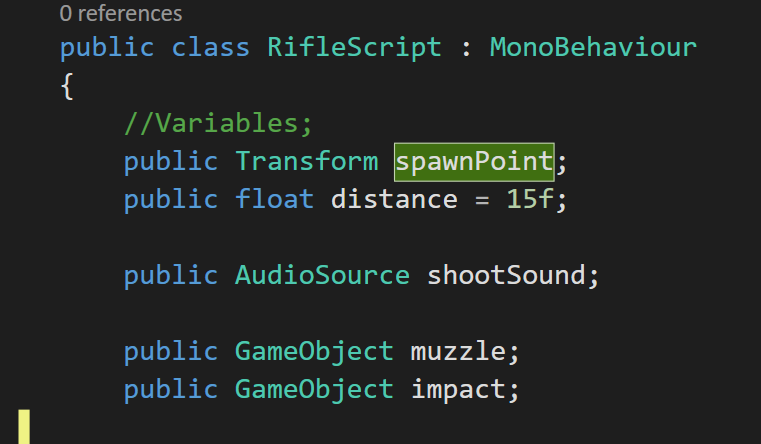 0 references
public class RifleScript : MonoBehaviour
{
//Variables;
public Transform spawnPoint;
public float distance = 15f;
public AudioSource shootSound;
public GameObject muzzle;
public GameObject impact;